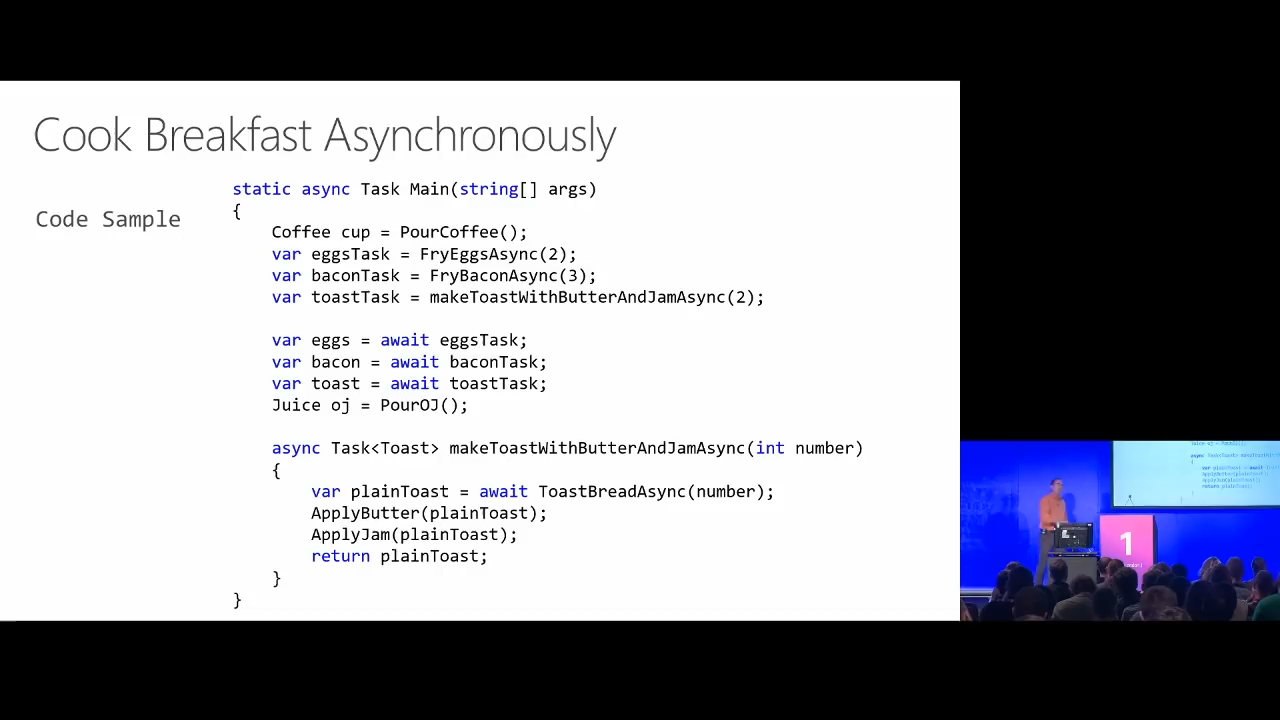 Cook Breakfast Asynchronously
Code Sample
static async Task Main(string[] args)
{
Coffee cup = PourCoffee();
var eggsTask = FryEggsAsync(2);
var baconTask = FryBaconAsync(3);
var toastTask = makeToastWithButterAndJamAsync(2);
var eggs = await eggsTask;
var bacon = await baconTask;
var toast = await toastTask;
Juice oj = PourOJ();
async Task<Toast> makeToastWithButterAndJamAsync(int number)
{
var plainToast = await ToastBreadAsync(number);
ApplyButter(plainToast);
ApplyJam(plainToast);
return plainToast;
}
}
1